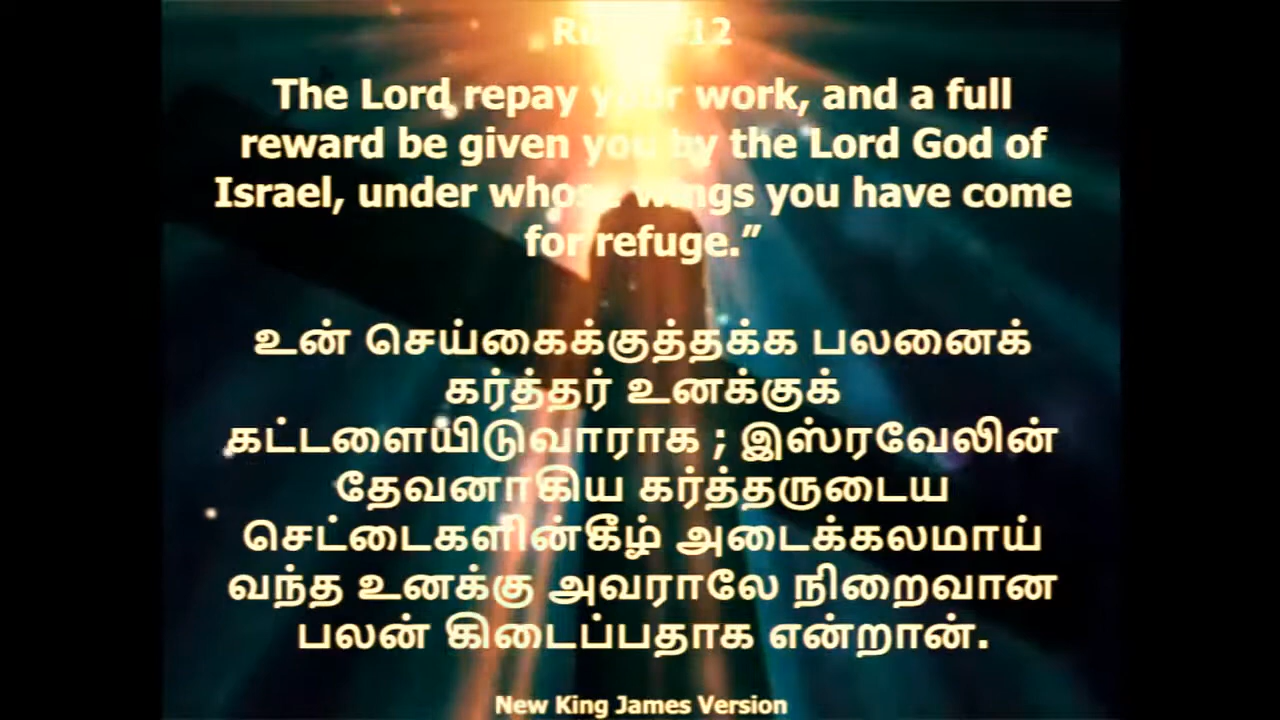 The Lord repay your work, and a full
reward be given you by the Lord God of
Israel, under whose wings you have come
for refuge.”
உன் செய்கைக்குத்தக்க பலனைக்
கர்த்தர் உனக்குக்
கட்டளையிடுவாராக ; இஸ்ரவேலின்
தேவனாகிய கர்த்தருடைய
செட்டைகளின்கீழ் அடைக்கலமாய்
வந்த உனக்கு அவராலே நிறைவான
பலன் கிடைப்பதாக என்றான்.
New King James Version